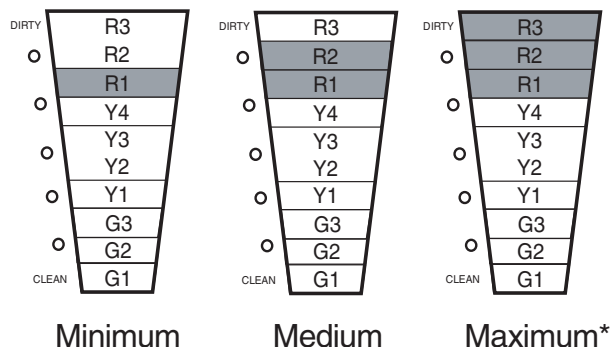 DIRTY R3
R2
R1
Y4
Y3
Y2
Y1
G3
G2
CLEAN G1
Minimum
DIRTY R3
R2
R1
Y4
Y3
Y2
Y1
G3
G2
CLEAN G1
Medium
DIRTY R3
R2
R1
Y4
Y3
Y2
Y1
G3
G2
CLEAN G1
Maximum*